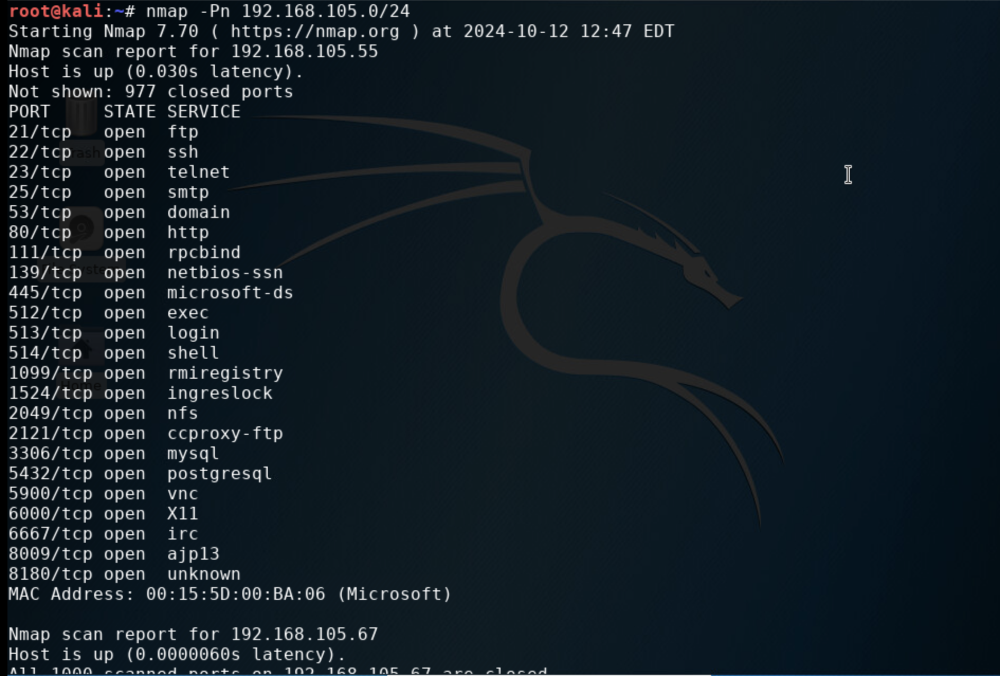 root@kali:~# nmap -Pn 192.168.105.0/24
Starting Nmap 7.70 ( https://nmap.org ) at 2024-10-12 12:47 EDT
Nmap scan report for 192.168.105.55
Host is up (0.030s latency).
Not shown: 977 closed ports
PORT     STATE SERVICE
21/tcp   open  ftp
22/tcp   open  ssh
23/tcp   open  telnet
25/tcp   open  smtp
53/tcp   open  domain
80/tcp   open  http
111/tcp  open  rpcbind
139/tcp  open  netbios-ssn
445/tcp  open  microsoft-ds
512/tcp  open  exec
513/tcp  open  login
514/tcp  open  shell
1099/tcp open  rmiregistry
1524/tcp open  ingreslock
2049/tcp open  nfs
2121/tcp open  ccproxy-ftp
3306/tcp open  mysql
5432/tcp open  postgresql
5900/tcp open  vnc
6000/tcp open  X11
6667/tcp open  irc
8009/tcp open  ajp13
8180/tcp open  unknown
MAC Address: 00:15:5D:00:BA:06 (Microsoft)
Nmap scan report for 192.168.105.67
Host is up (0.0000060s latency).
All 1000 scanned ports on 192.168.105.67 are closed
Home